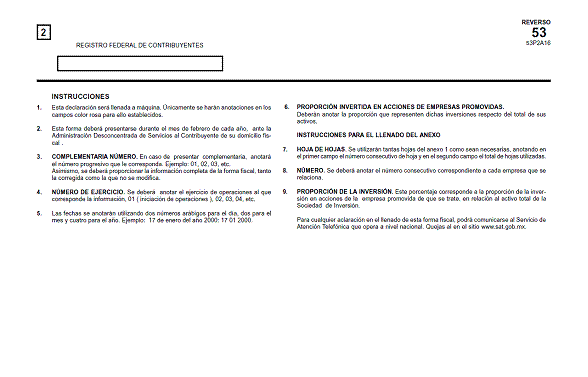 REVERSO
2
53
53P2A16
REGISTRO FEDERAL DE CONTRIBUYENTES
INSTRUCCIONES
1. Esta declaración será llenada a máquina. Únicamente se harán anotaciones en los
campos color rosa para ello establecidos.
2. Esta forma deberá presentarse durante el mes de febrero de cada año, ante la
Administración Desconcentrada de Servicios al Contribuyente de su domicilio fis-
cal .
3. COMPLEMENTARIA NÚMERO. En caso de presentar complementaria, anotará
el número progresivo que le corresponda. Ejemplo: 01, 02, 03, etc.
Asimismo, se deberá proporcionar la información completa de la forma fiscal, tanto
la corregida como la que no se modifica.
4. NÚMERO DE EJERCICIO. Se deberá anotar el ejercicio de operaciones al que
corresponde la información, 01 ( iniciación de operaciones ), 02, 03, 04, etc.
5. Las fechas se anotarán utilizando dos números arábigos para el día, dos para el
mes y cuatro para el año. Ejemplo: 17 de enero del año 2000: 17 01 2000.
6. PROPORCIÓN INVERTIDA EN ACCIONES DE EMPRESAS PROMOVIDAS.
Deberán anotar la proporción que representen dichas inversiones respecto del total de sus
activos.
INSTRUCCIONES PARA EL LLENADO DEL ANEXO
7. HOJA DE HOJAS. Se utilizarán tantas hojas del anexo 1 como sean necesarias, anotando en
el primer campo el número consecutivo de hoja y en el segundo campo el total de hojas utilizadas.
8. NÚMERO. Se deberá anotar el número consecutivo correspondiente a cada empresa que se
relaciona.
9. PROPORCIÓN DE LA INVERSIÓN. Este porcentaje corresponde a la proporción de la inver-
sión en acciones de la empresa promovida de que se trate, en relación al activo total de la
Sociedad de Inversión.
Para cualquier aclaración en el llenado de esta forma fiscal, podrá comunicarse al Servicio de
Atención Telefónica que opera a nivel nacional. Quejas al en el sitio www.sat.gob.mx.